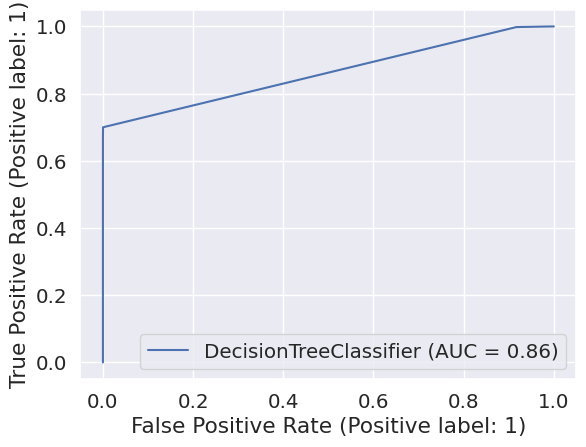 True Positive Rate (Positive label: 1)
1.0
0.8
0.6
0.4
0.2
0.0
DecisionTreeClassifier (AUC = 0.86)
0.0 0.2 0.4 0.6 0.8 1.0
False Positive Rate (Positive label: 1)